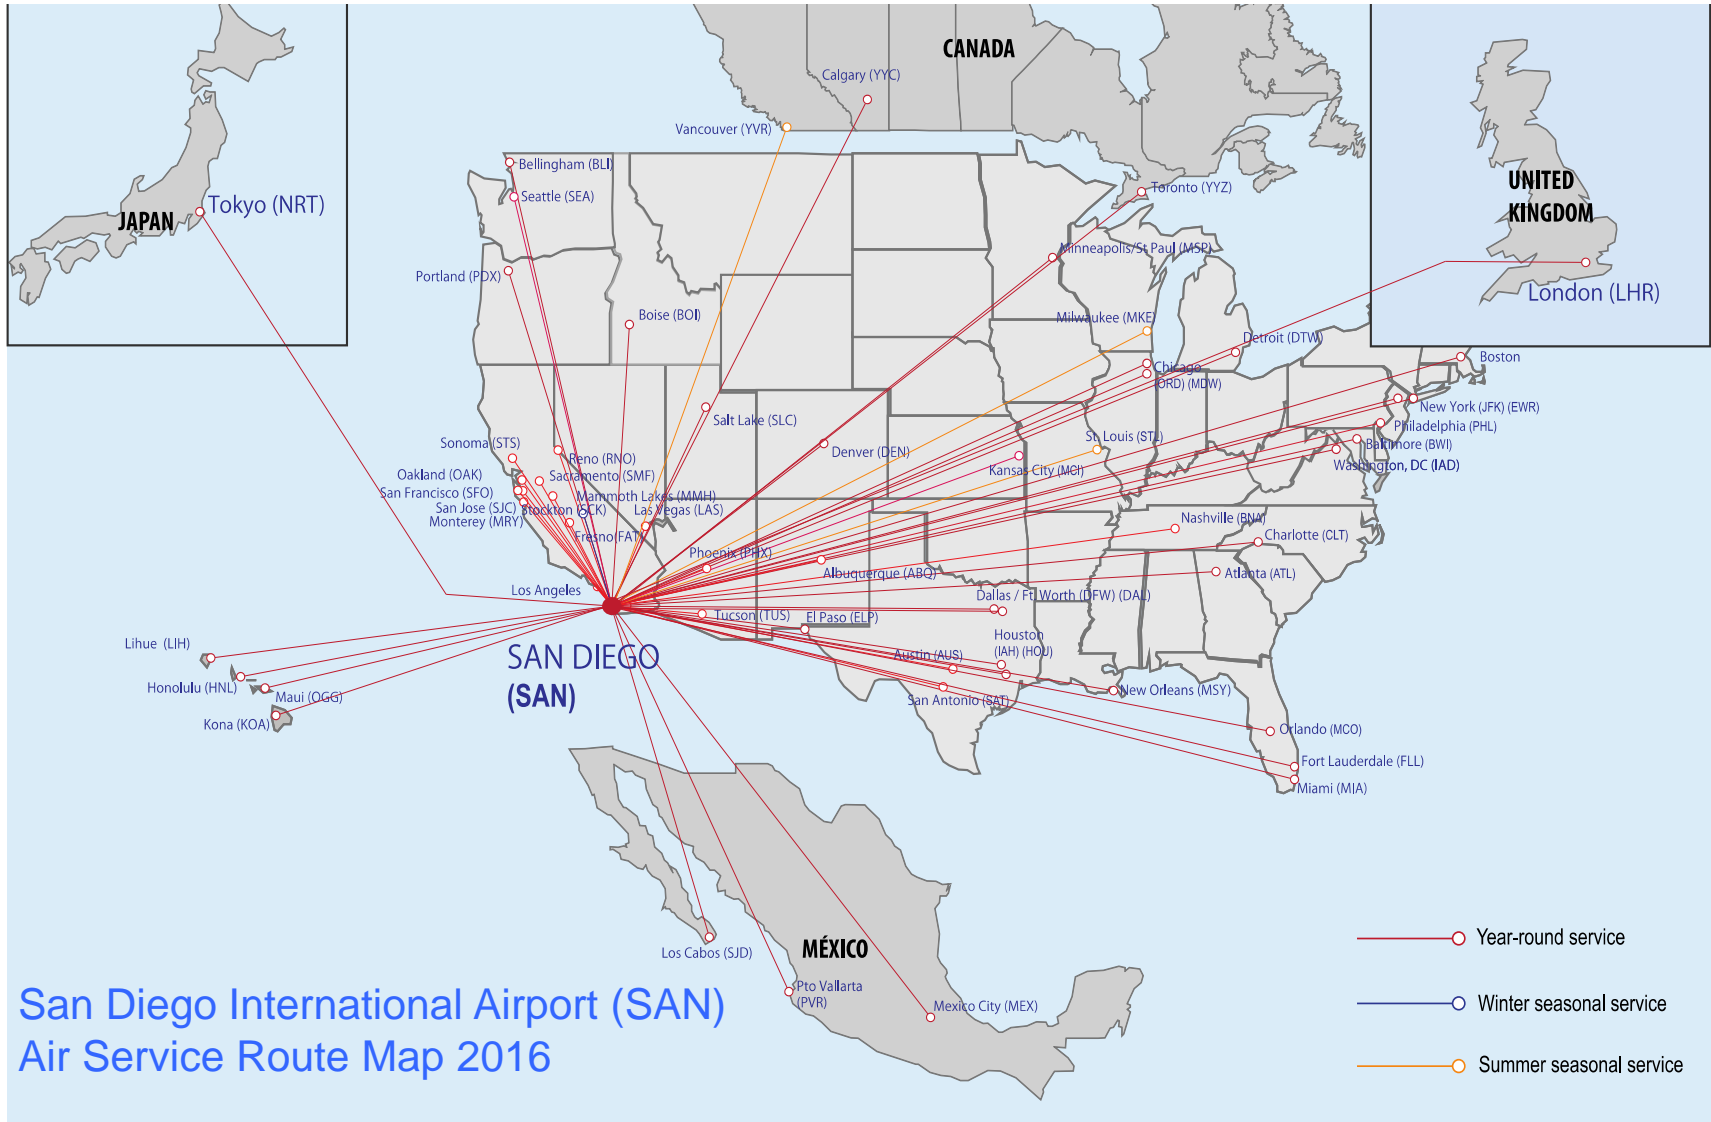 CANADA
Calgary (YYC)
Vancouver (YVR)
Bellingham (BLI)
Seattle (SEA)
Toronto (YYZ)
UNITED
KINGDOM
Tokyo (NRT)
JAPAN
Minneapolis/St Paul (MSP)
Portland (PDX)
London (LHR)
Boise (BOI)
Milwaukee (MKE)
Detroit (DTW)
Boston
Chicago
(ORD) (MDW)
New York (JFK) (EWR)
Salt Lake (SLC)
Philadelphia (PHL)
Sonoma (STS)
St. Louis (STL)
Baltimore (BWI)
Denver (DEN)
Reno (RNO)
Washington, DC (IAD)
Kansas City (MCI)
Oakland (OAK)
Sacramento (SMF)
San Francisco (SFO)
Mammoth Lakes (MMH)
San Jose (SJC)
Stockton (SCK)
Las Vegas (LAS)
Monterey (MRY)
Nashville (BNA)
Fresno(FAT)
Charlotte (CLT)
Phoenix (PHX)
Albuquerque (ABQ)
Atlanta (ATL)
Los Angeles
Dallas / Ft. Worth (DFW) (DAL)
Tucson (TUS)
El Paso (ELP)
Houston
(IAH) (HOU)
Lihue (LIH)
SAN DIEGO
(SAN)
Austin (AUS)
Honolulu (HNL)
Maui (OGG)
New Orleans (MSY)
San Antonio (SAT)
Kona (KOA)
Orlando (MCO)
Fort Lauderdale (FLL)
Miami (MIA)
Los Cabos (SJD)
MÉXICO
Pto Vallarta
(PVR)
Mexico City (MEX)
Year-round service
Winter seasonal service
Summer seasonal service
San Diego International Airport (SAN)
Air Service Route Map 2016